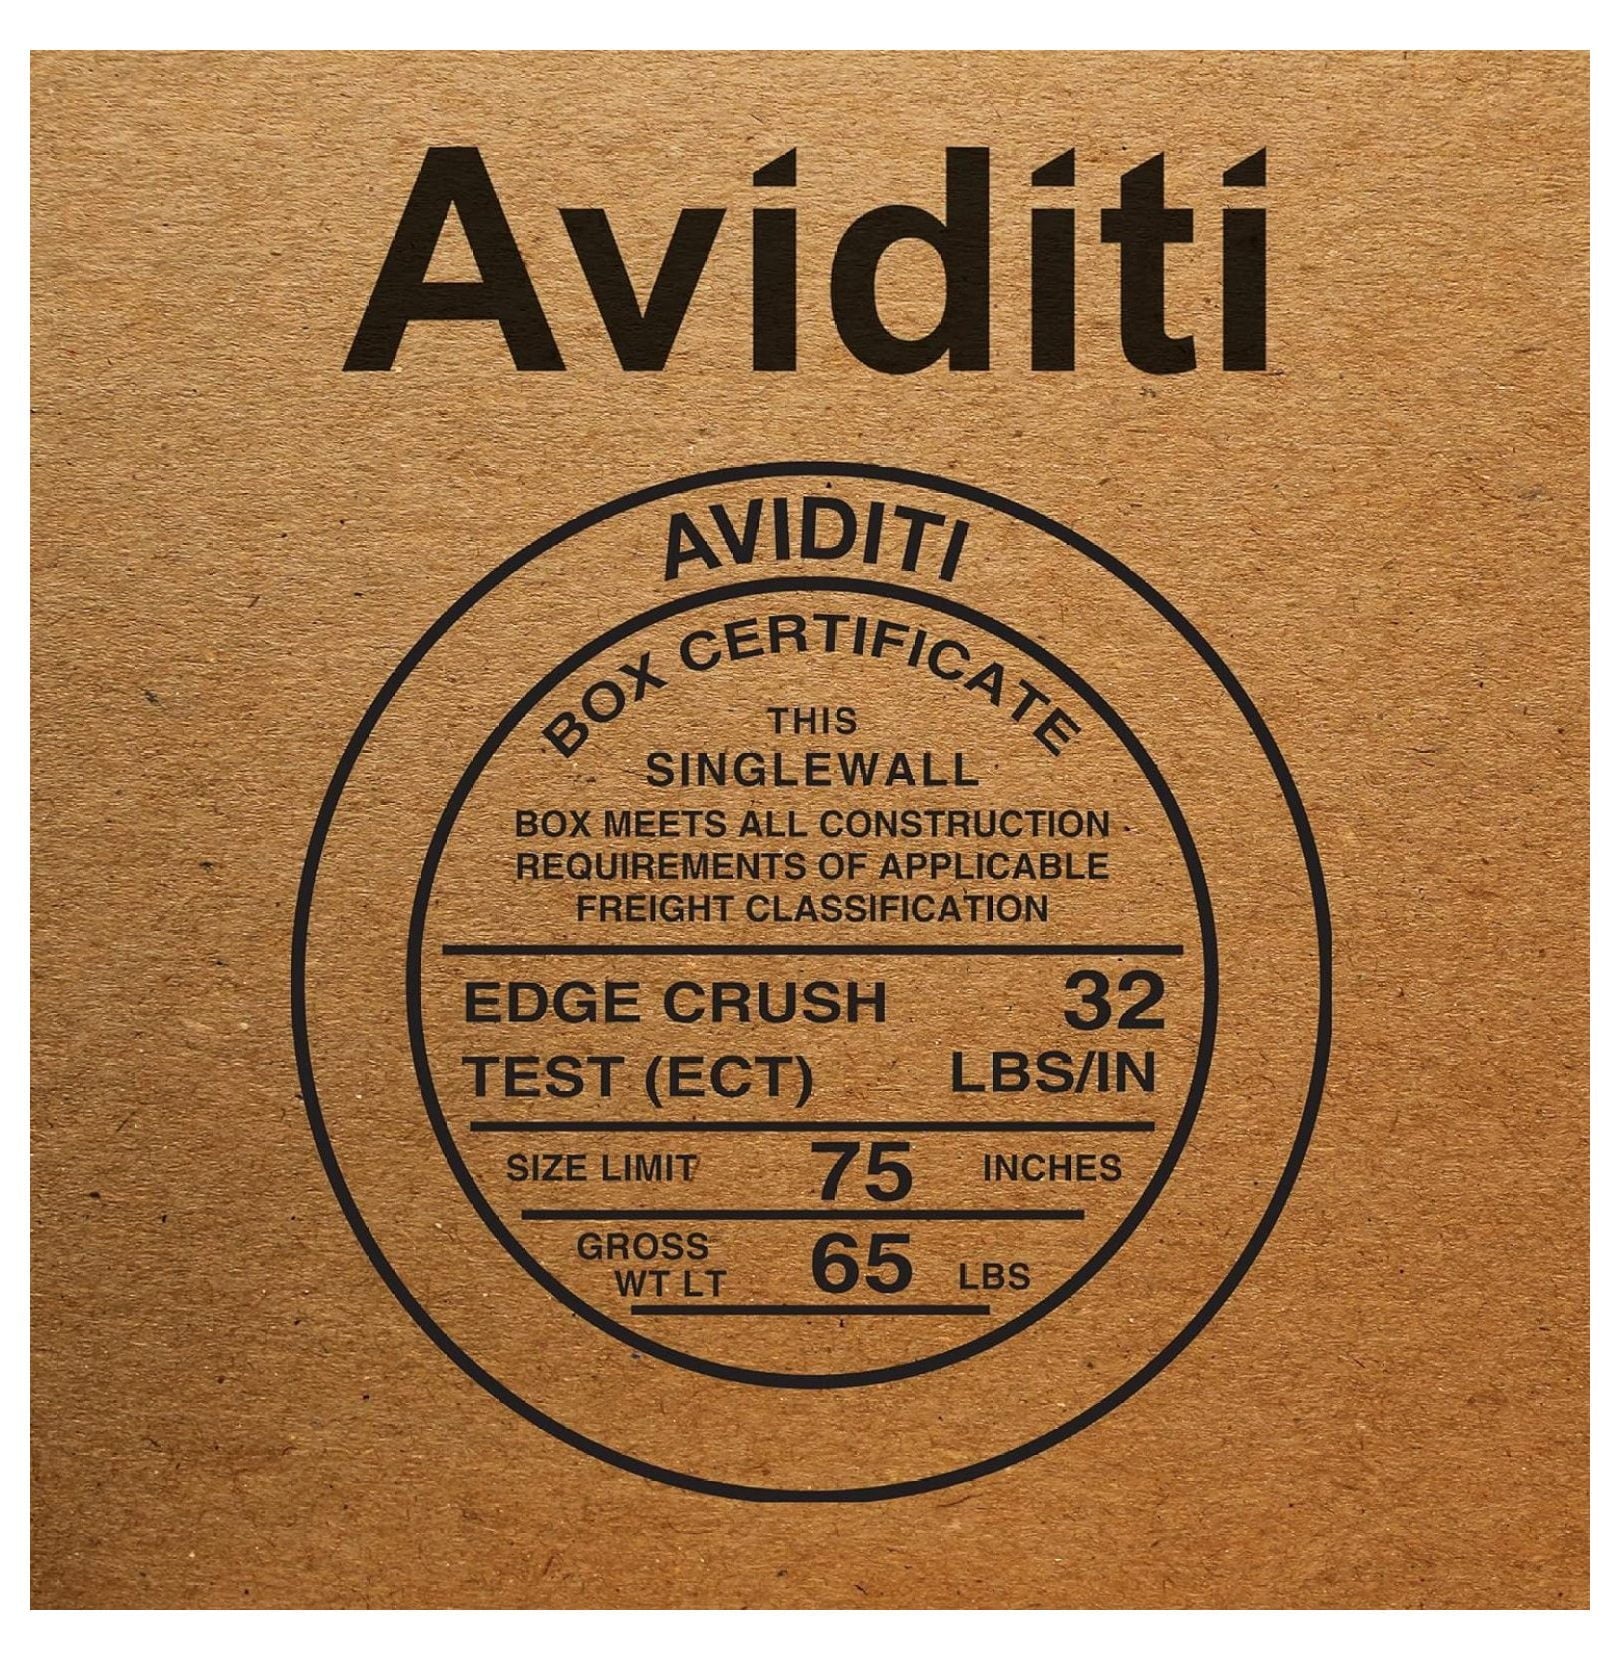 Aviditi
AVIDITI
BOX CERTIFICATE
THIS
SINGLEWALL
BOX MEETS ALL CONSTRUCTION
REQUIREMENTS OF APPLICABLE
FREIGHT CLASSIFICATION
EDGE CRUSH 32
TEST (ECT) LBS/IN
SIZE LIMIT 75 INCHES
GROSS
WT LT 65 LBS